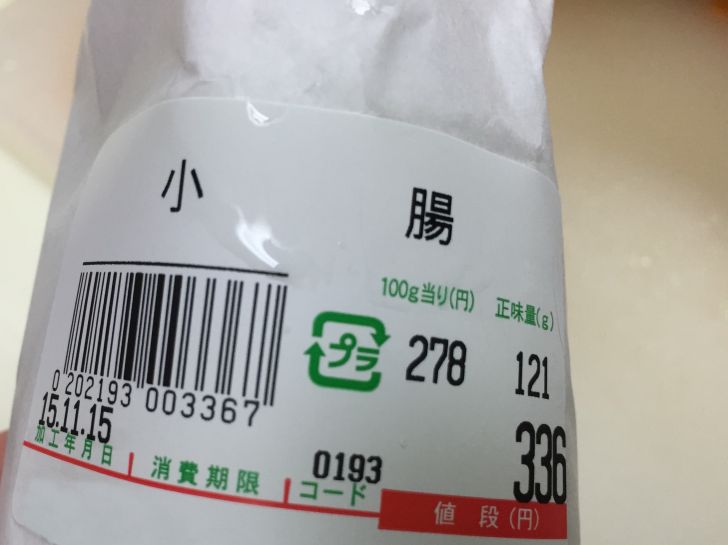 小 腸
100g当り(円) 正味量(g)
プラ 278 121
0 202193 003367
15.11.15 0193 336
加工年月日 消費期限 コード 値段(円)